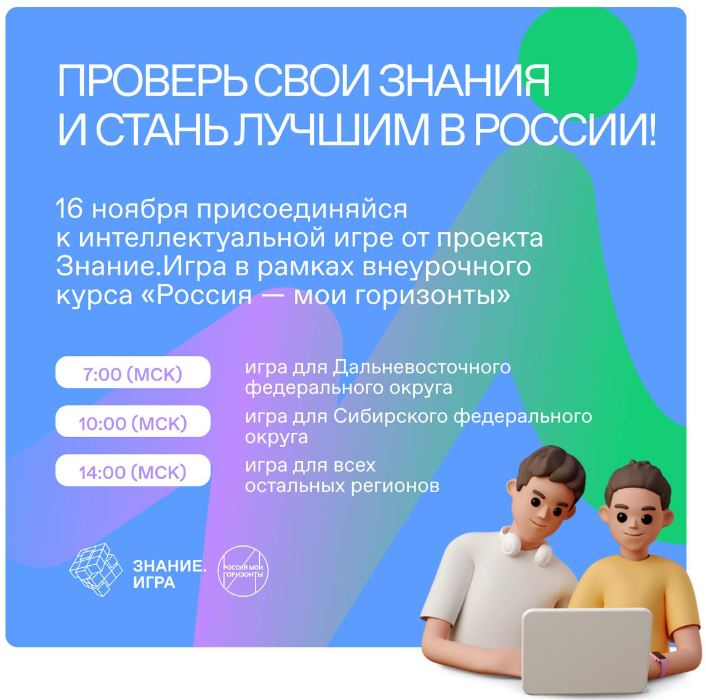 ПРОВЕРЬ СВОИ ЗНАНИЯ
И СТАНЬ ЛУЧШИМ В РОССИИ!
16 ноября присоединяйся
к интеллектуальной игре от проекта
Знание.Игра в рамках внеурочного
курса «Россия — мои горизонты»
7:00 (МСК)
игра для Дальневосточного
федерального округа
10:00 (МСК)
игра для Сибирского федерального
округа
14:00 (МСК)
игра для всех
остальных регионов
ЗНАНИЕ.
ИГРА
РОССИЯ МОИ
ГОРИЗОНТЫ